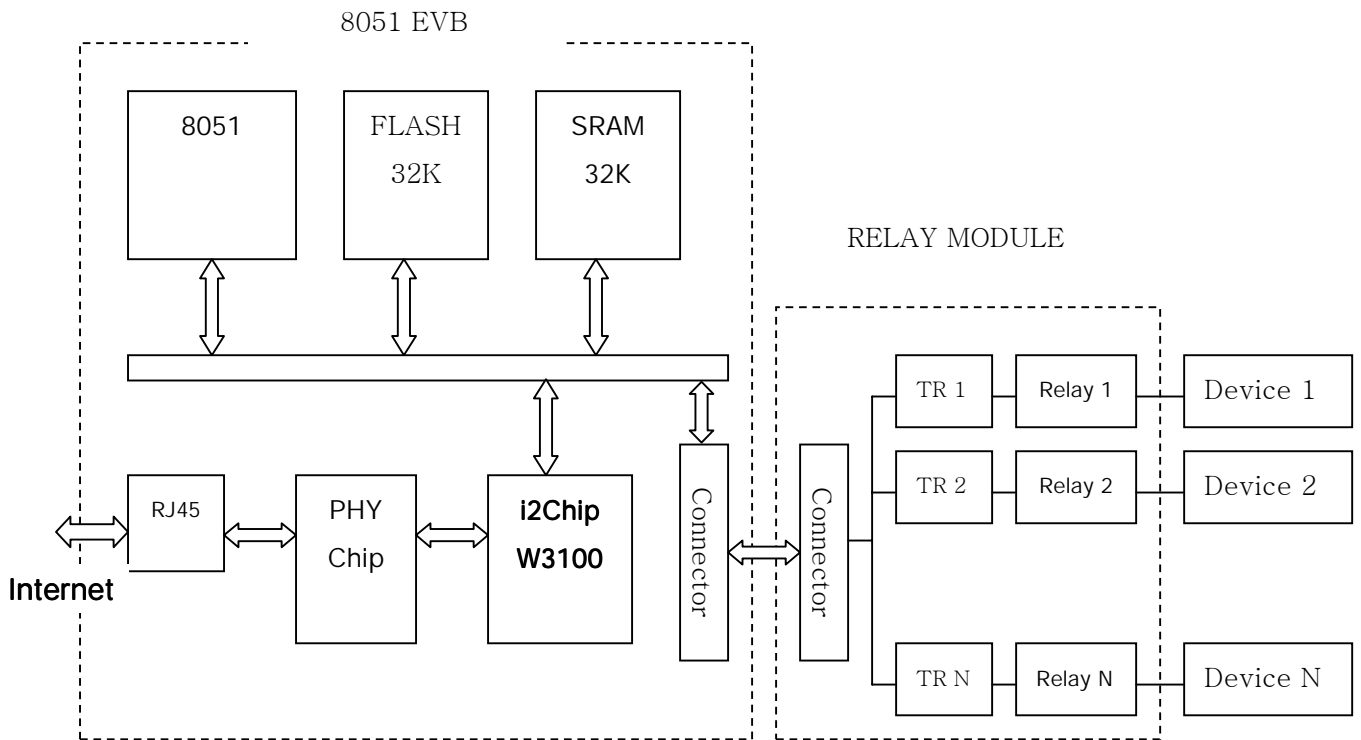 8051 EVB
8051
FLASH
32K
SRAM
32K
RELAY MODULE
TR 1
Relay 1
Device 1
TR 2
Relay 2
Device 2
RJ45
PHY
Chip
i2Chip
W3100
Connector
Connector
Internet
TR N
Relay N
Device N